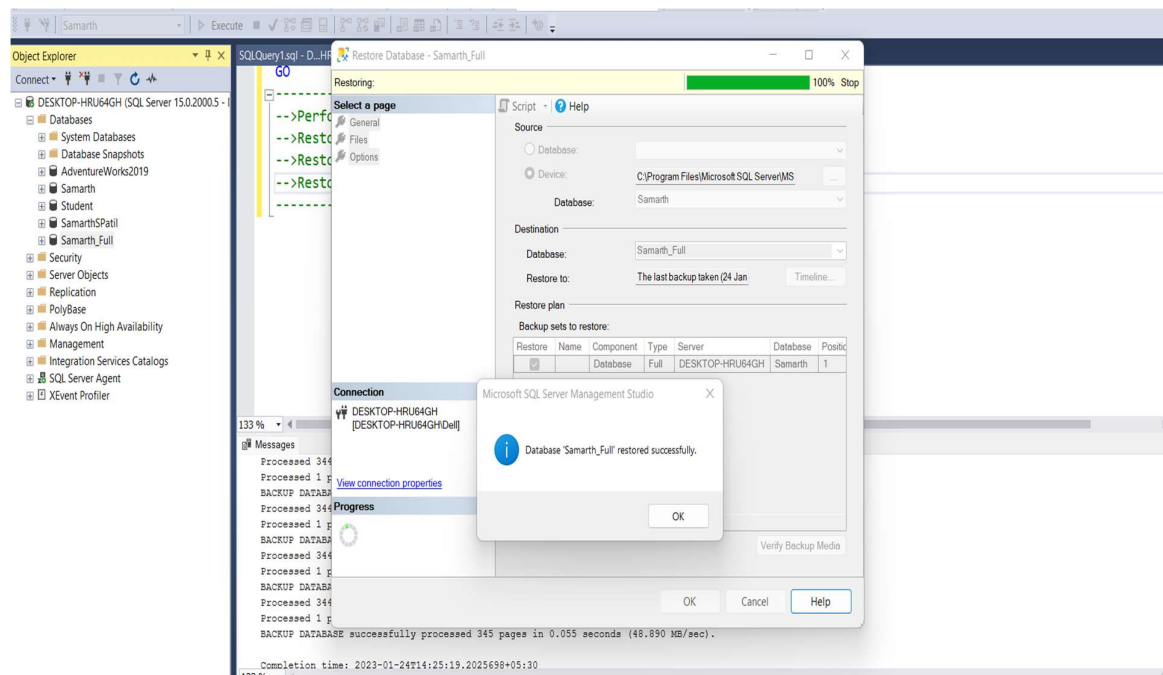 Samarth
Execute
Object Explorer
Connect
DESKTOP-HRU64GH (SQL Server 15.0.2000.5 - I
Databases
System Databases
Database Snapshots
AdventureWorks2019
Samarth
Student
SamarthSPatil
Samarth_Full
Security
Server Objects
Replication
PolyBase
Always On High Availability
Management
Integration Services Catalogs
SQL Server Agent
XEvent Profiler
SQLQuery1.sql - D...HR
GO
-->Perfo
-->Resto
-->Resto
-->Resto
133 %
Messages
Processed 344
Processed 1 p
BACKUP DATABA
Processed 344
Processed 1 p
BACKUP DATABA
Processed 344
Processed 1 p
BACKUP DATABA
Processed 344
Processed 1 p
BACKUP DATABASE successfully processed 345 pages in 0.055 seconds (48.890 MB/sec).
Completion time: 2023-01-24T14:25:19.2025698+05:30
Restore Database - Samarth_Full
Restoring:
100%
Stop
Select a page
General
Files
Options
Connection
DESKTOP-HRU64GH
[DESKTOP-HRU64GH\Dell]
View connection properties
Progress
Script
Help
Source
Database:
Device:
C:\Program Files\Microsoft SQL Server\MS
...
Database:
Samarth
Destination
Database:
Samarth_Full
Restore to:
The last backup taken (24 Jan
Timeline...
Restore plan
Backup sets to restore:
Restore Name Component Type Server Database Positic
Database Full DESKTOP-HRU64GH Samarth 1
Microsoft SQL Server Management Studio
Database 'Samarth_Full' restored successfully.
OK
Verify Backup Media
OK
Cancel
Help